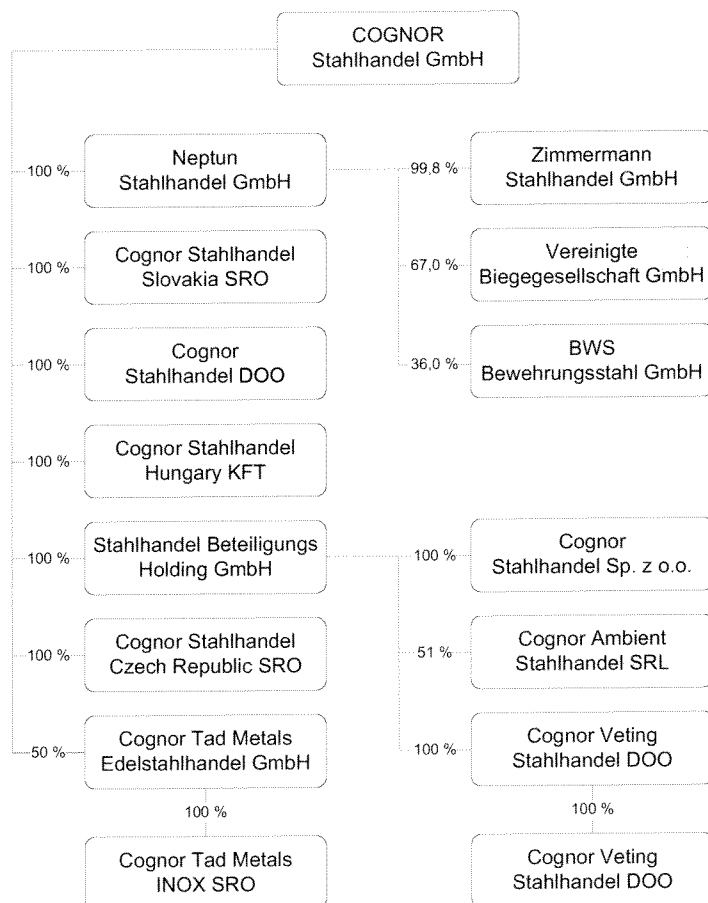 COGNOR
Stahlhandel GmbH
100 %
Neptun
Stahlhandel GmbH
99,8 %
Zimmermann
Stahlhandel GmbH
100 %
Cognor Stahlhandel
Slovakia SRO
67,0 %
Vereinigte
Biegegesellschaft GmbH
100 %
Cognor
Stahlhandel DOO
36,0 %
BWS
Bewehrungsstahl GmbH
100 %
Cognor Stahlhandel
Hungary KFT
100 %
Stahlhandel Beteiligungs
Holding GmbH
100 %
Cognor
Stahlhandel Sp. z o.o.
100 %
Cognor Stahlhandel
Czech Republic SRO
51 %
Cognor Ambient
Stahlhandel SRL
50 %
Cognor Tad Metals
Edelstahlhandel GmbH
100 %
Cognor Veting
Stahlhandel DOO
100 %
100 %
Cognor Tad Metals
INOX SRO
Cognor Veting
Stahlhandel DOO